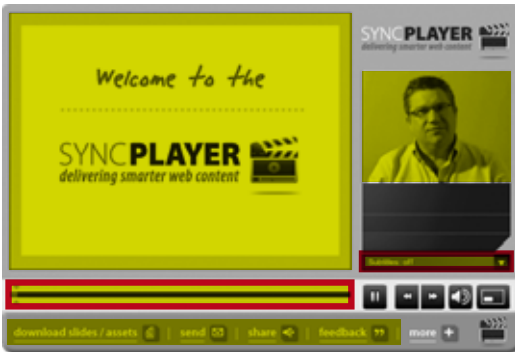 Welcome to the
SYNCPLAYER
delivering smarter web content
SYNCPLAYER
delivering smarter web content
Subtitles: off
download slides / assets | send | share | feedback | more